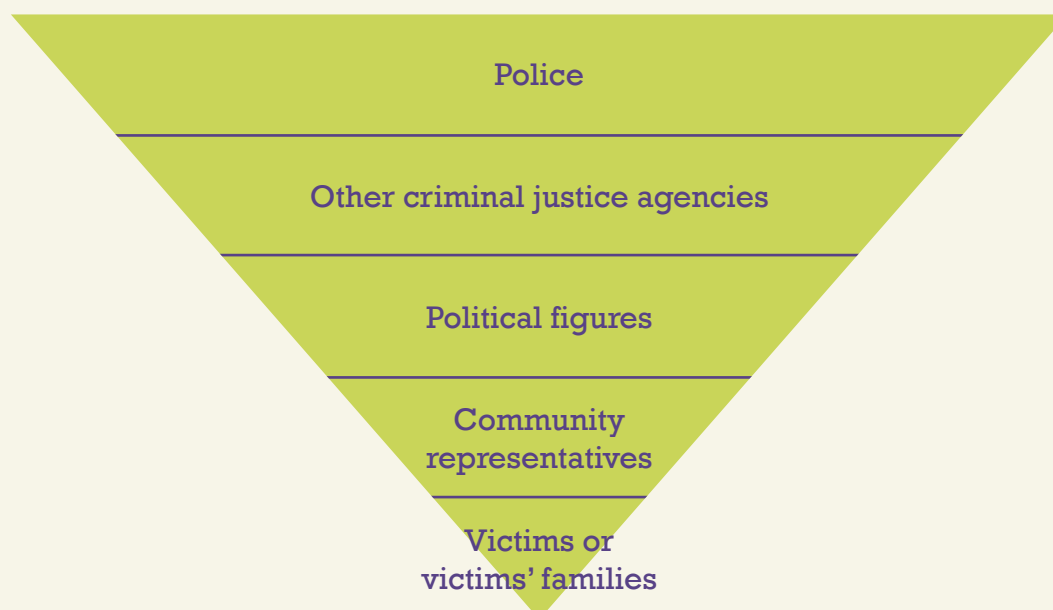 Police
Other criminal justice agencies
Political figures
Community
representatives
Victims or
victims’ families